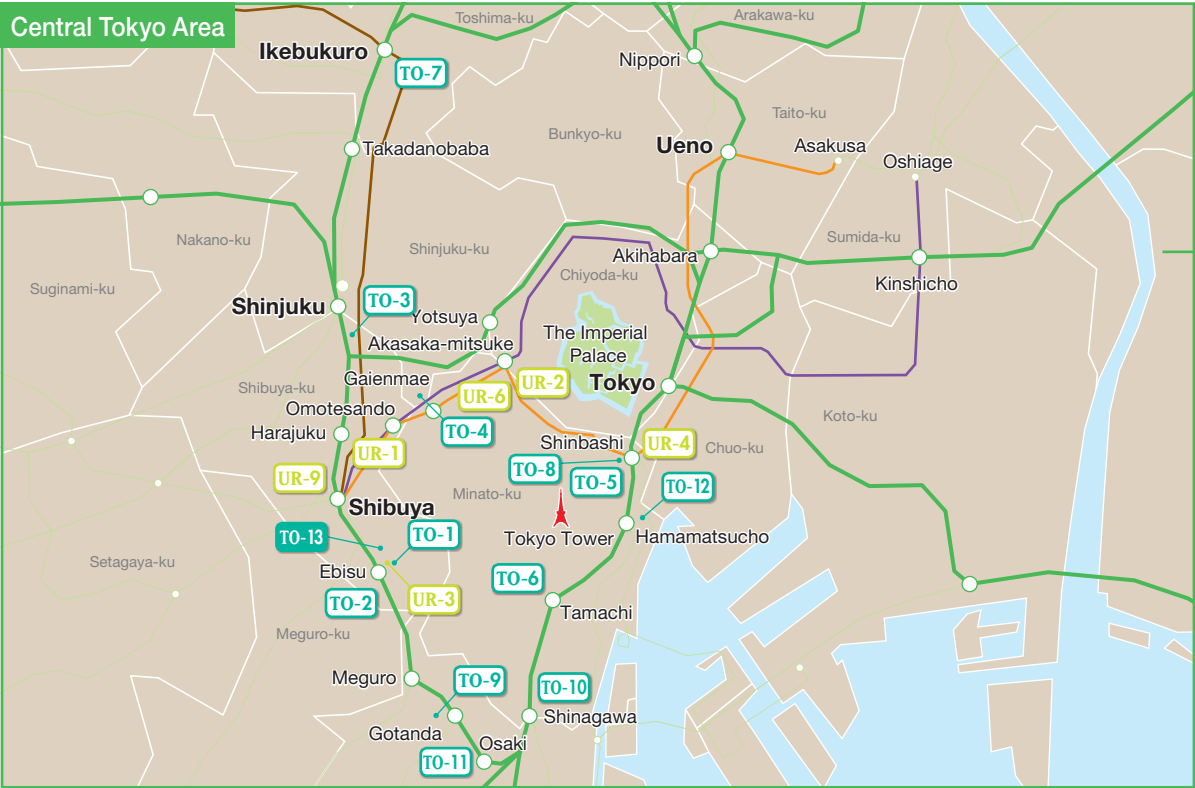 Central Tokyo Area
Toshima-ku
Arakawa-ku
Ikebukuro
Nippori
TO-7
Taito-ku
Bunkyo-ku
Takadanobaba
Ueno
Asakusa
Oshiage
Nakano-ku
Shinjuku-ku
Sumida-ku
Akihabara
Chiyoda-ku
Kinshicho
Suginami-ku
Shinjuku
TO-3
Yotsuya
The Imperial
Palace
Akasaka-mitsuke
Gaienmae
UR-2
Tokyo
Shibuya-ku
UR-6
Omotesando
Koto-ku
Harajuku
TO-4
Shinbashi
UR-4
Chuo-ku
UR-1
UR-9
TO-8
TO-5
TO-12
Minato-ku
Shibuya
TO-13
TO-1
Tokyo Tower
Hamamatsucho
Setagaya-ku
Ebisu
TO-6
TO-2
UR-3
Tamachi
Meguro-ku
Meguro
TO-9
TO-10
Shinagawa
Gotanda
Osaki
TO-11